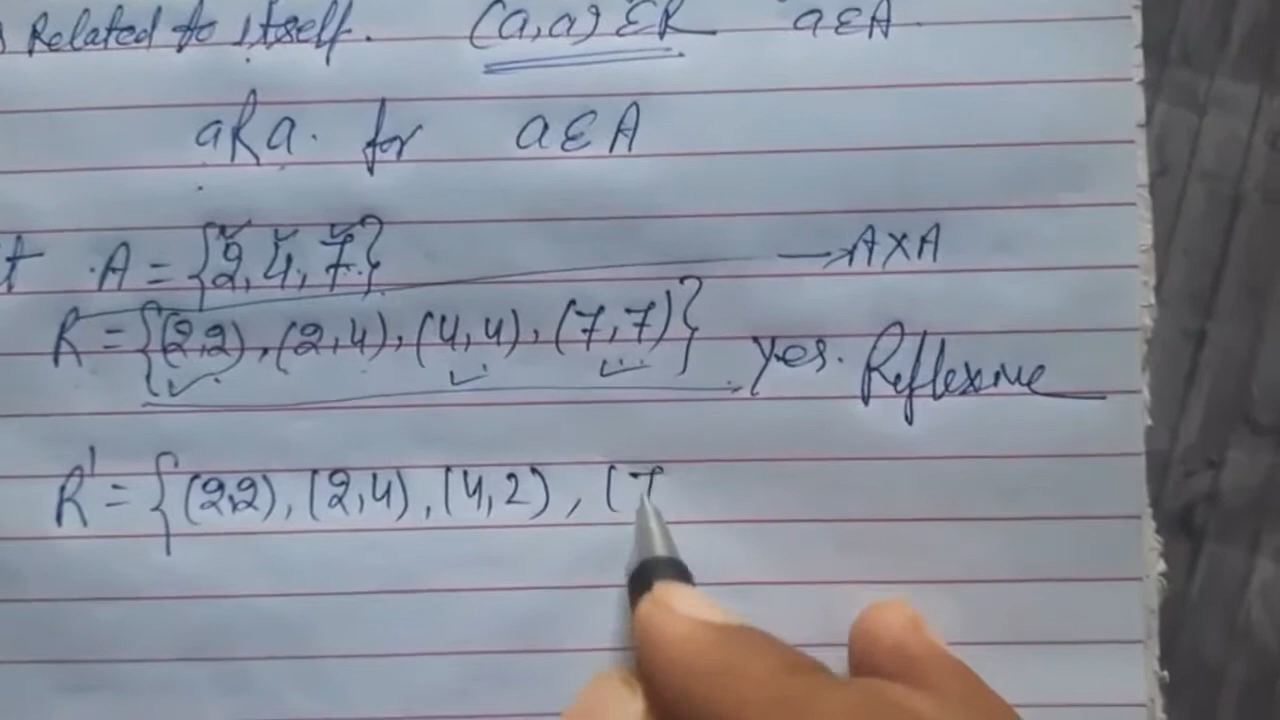 Related to itself. (a,a) ɛ R a ɛ A
aRa. for a ɛ A
A = {2, 4, 7} → A×A
R = {(2,2), (2,4), (4,4), (7,7)} yes. Reflexive
R' = {(2,2), (2,4), (4,2), (7